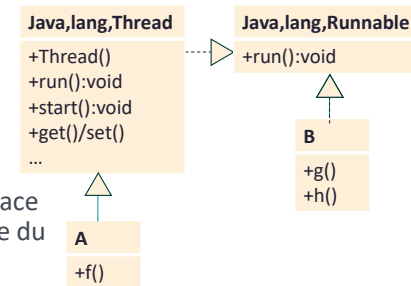 Java,lang,Thread
+Thread()
+run():void
+start():void
+get()/set()
...
Java,lang,Runnable
+run():void
B
+g()
+h()
ace
e du
A
+f()